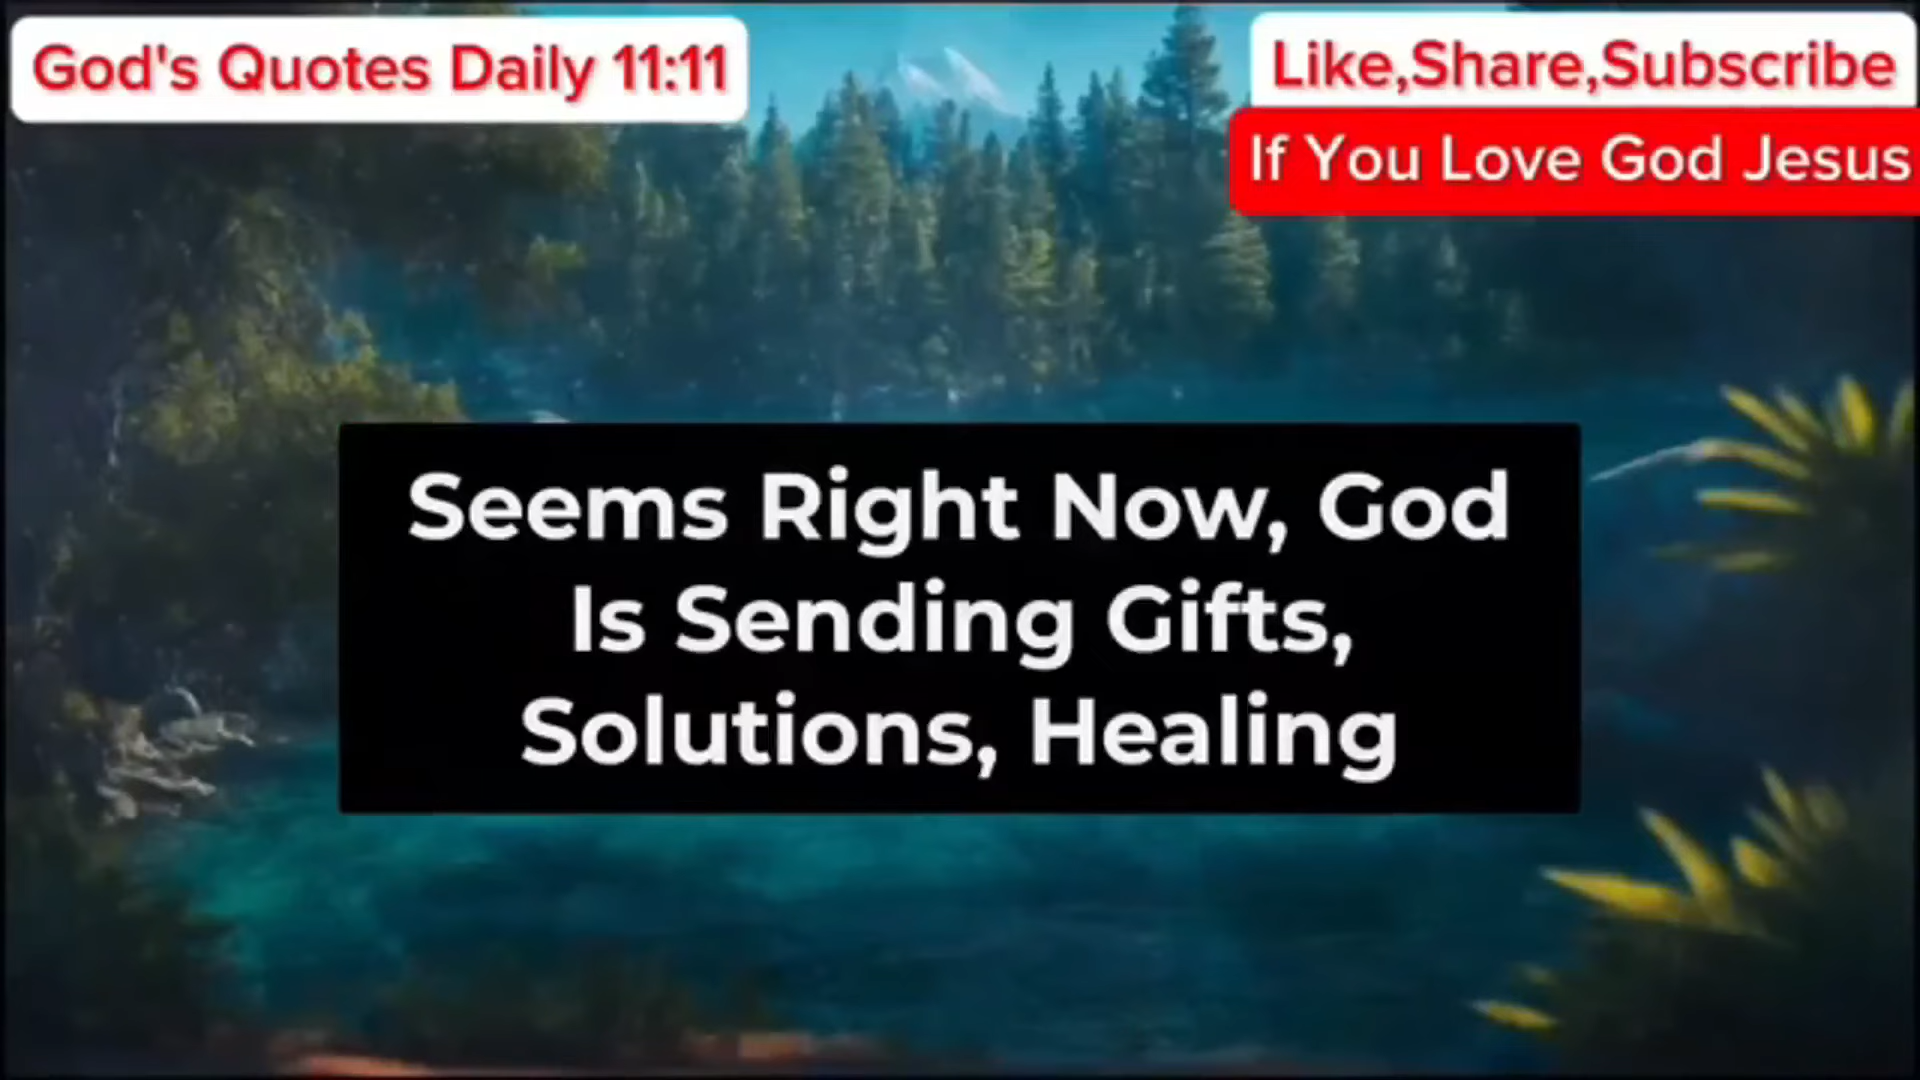 God's Quotes Daily 11:11
Like,Share,Subscribe
If You Love God Jesus
Seems Right Now, God
Is Sending Gifts,
Solutions, Healing